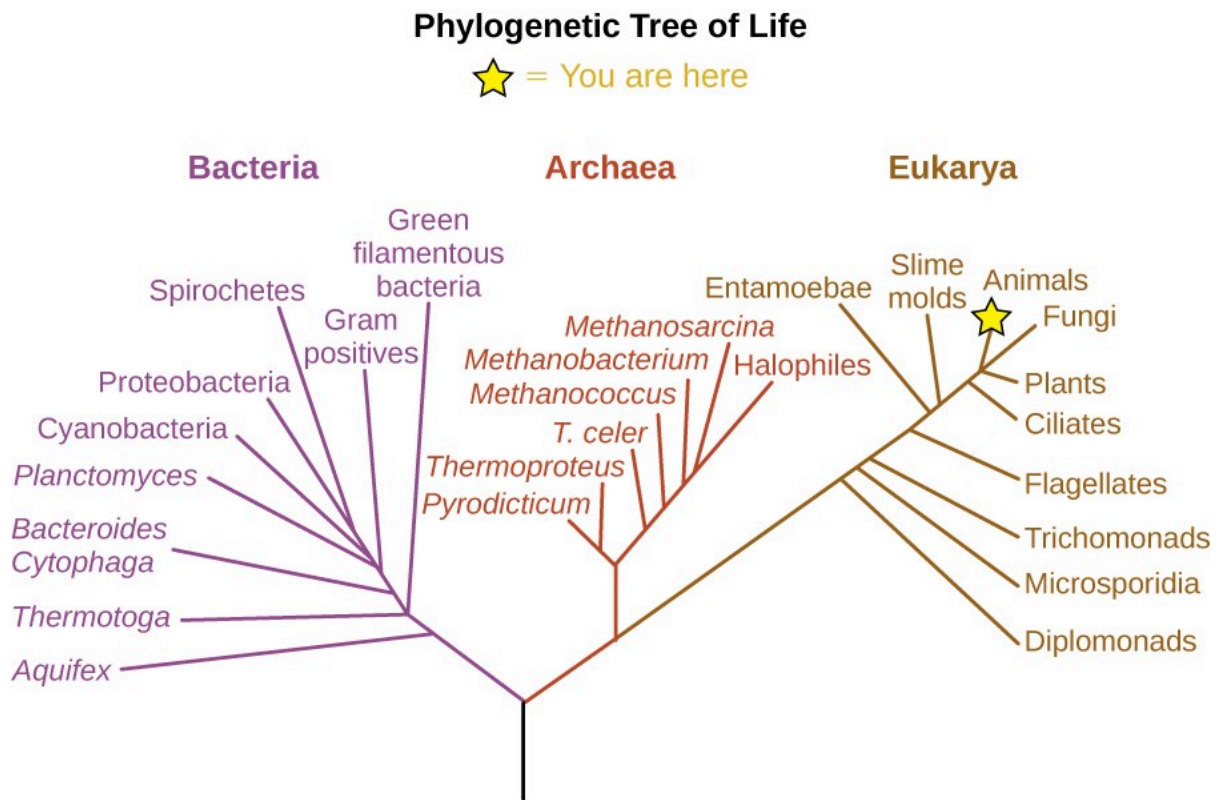 Phylogenetic Tree of Life
= You are here
Bacteria
Archaea
Eukarya
Green
filamentous
bacteria
Spirochetes
Gram
positives
Proteobacteria
Cyanobacteria
Planctomyces
Bacteroides
Cytophaga
Thermotoga
Aquifex
Methanosarcina
Methanobacterium
Halophiles
Methanococcus
T. celer
Thermoproteus
Pyrodicticum
Entamoebae
Slime
molds
Animals
Fungi
Plants
Ciliates
Flagellates
Trichomonads
Microsporidia
Diplomonads